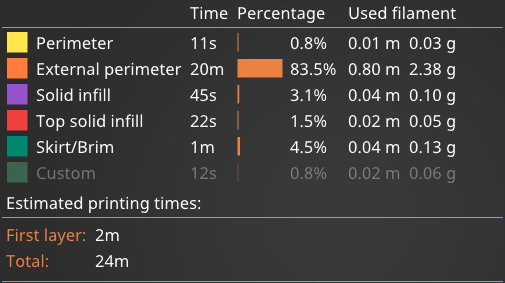 Time Percentage Used filament
Perimeter 11s 0.8% 0.01 m 0.03 g
External perimeter 20m 83.5% 0.80 m 2.38 g
Solid infill 45s 3.1% 0.04 m 0.10 g
Top solid infill 22s 1.5% 0.02 m 0.05 g
Skirt/Brim 1m 4.5% 0.04 m 0.13 g
Custom 12s 0.8% 0.02 m 0.06 g
Estimated printing times:
First layer: 2m
Total: 24m